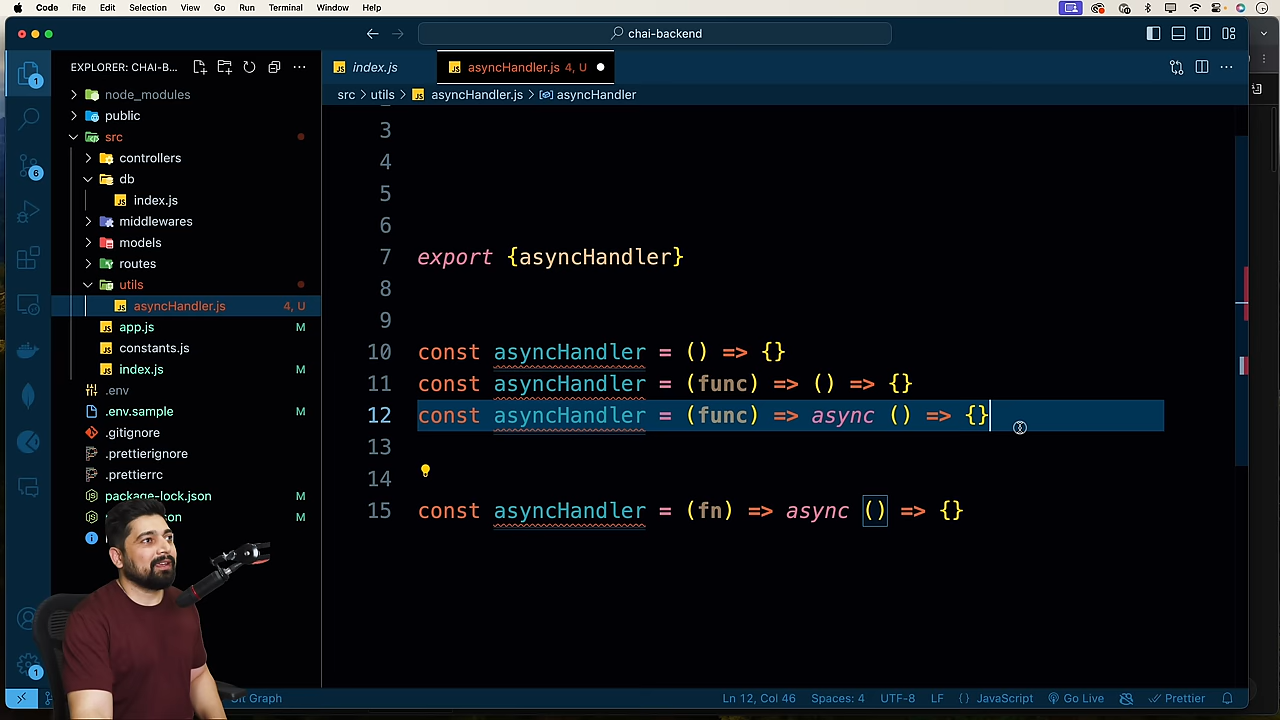 Code File Edit Selection View Go Run Terminal Window Help
chai-backend
EXPLORER: CHAI-B...
index.js
asyncHandler.js 4, U
src > utils > asyncHandler.js > asyncHandler
node_modules
public
src
controllers
db
index.js
middlewares
models
routes
utils
asyncHandler.js 4, U
app.js M
constants.js
index.js M
.env
.env.sample M
.gitignore
.prettierignore
.prettierrc
package-lock.json M
M
1
6
1
3
4
5
6
7 export {asyncHandler}
8
9
10 const asyncHandler = () => {}
11 const asyncHandler = (func) => () => {}
12 const asyncHandler = (func) => async () => {}
13
14
15 const asyncHandler = (fn) => async () => {}
Git Graph
Ln 12, Col 46 Spaces: 4 UTF-8 LF {} JavaScript Go Live Prettier